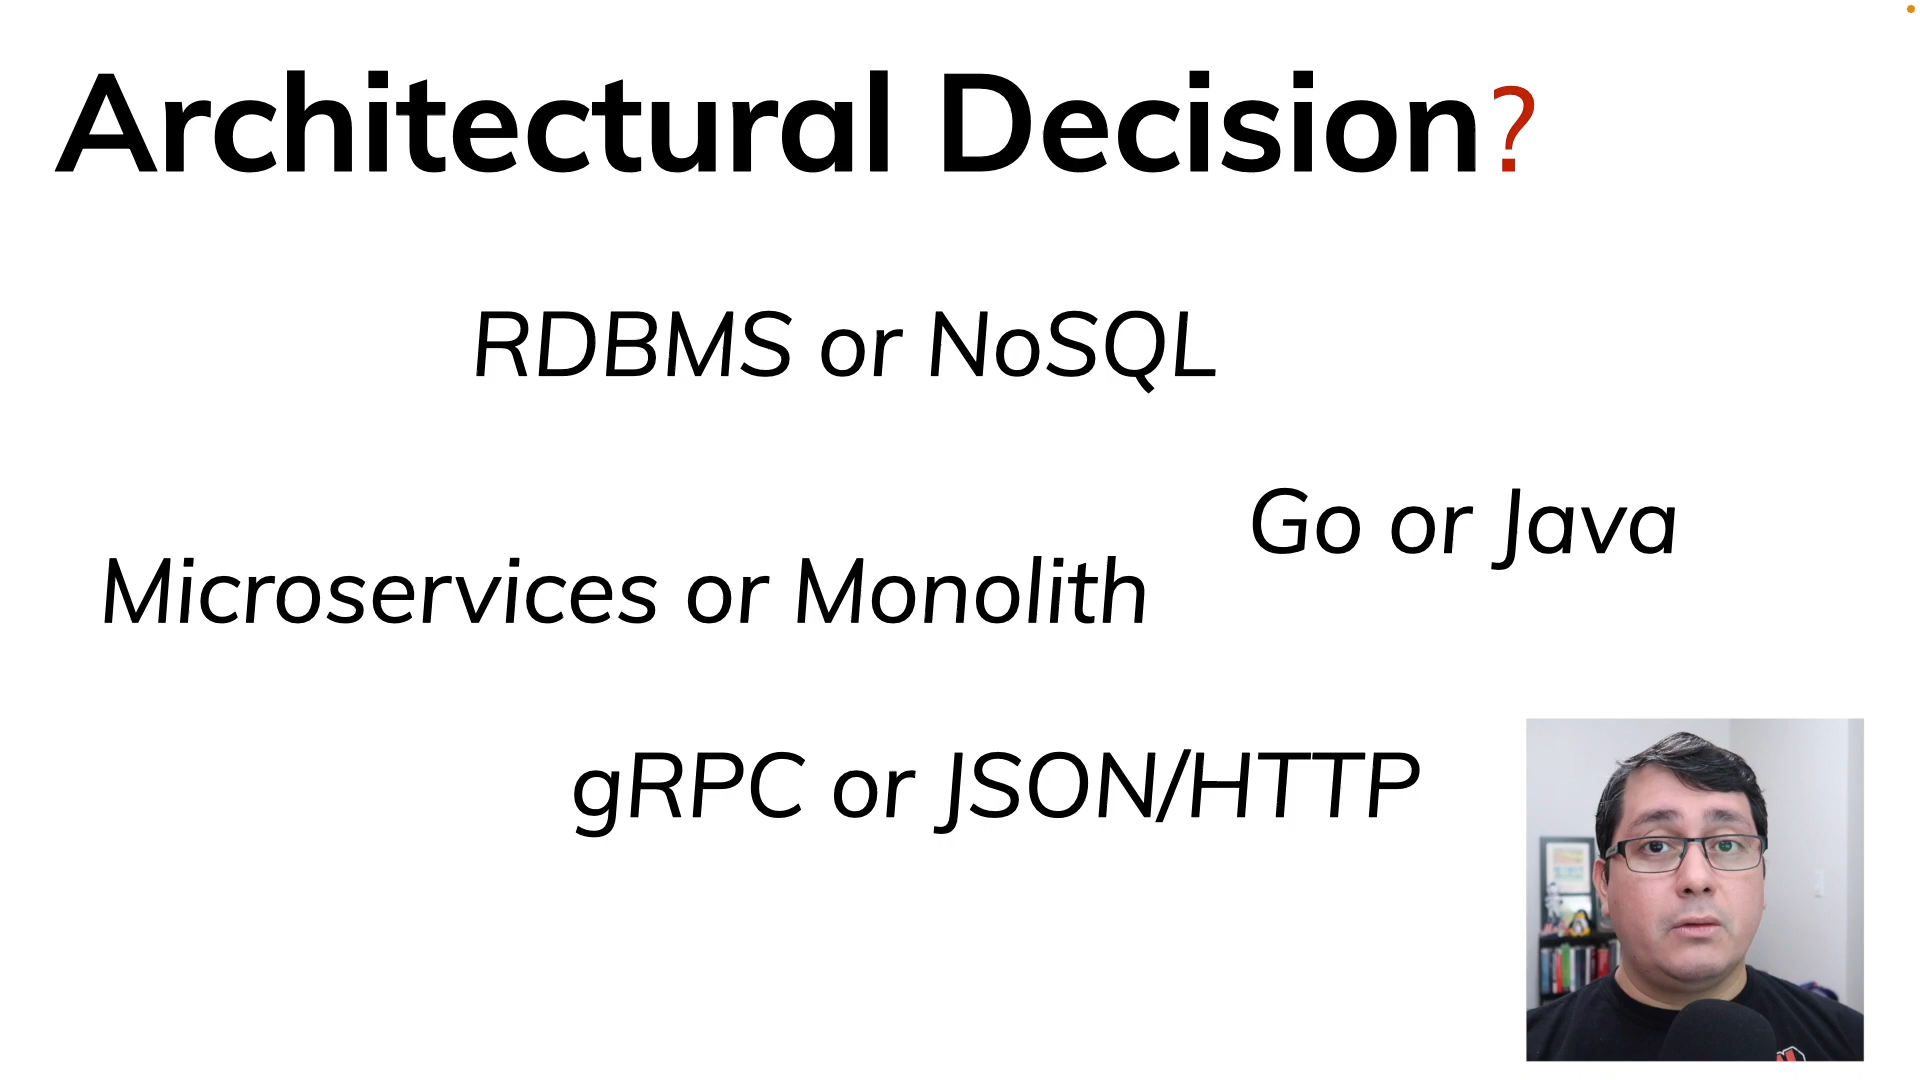 Architectural Decision?
RDBMS or NoSQL
Go or Java
Microservices or Monolith
gRPC or JSON/HTTP